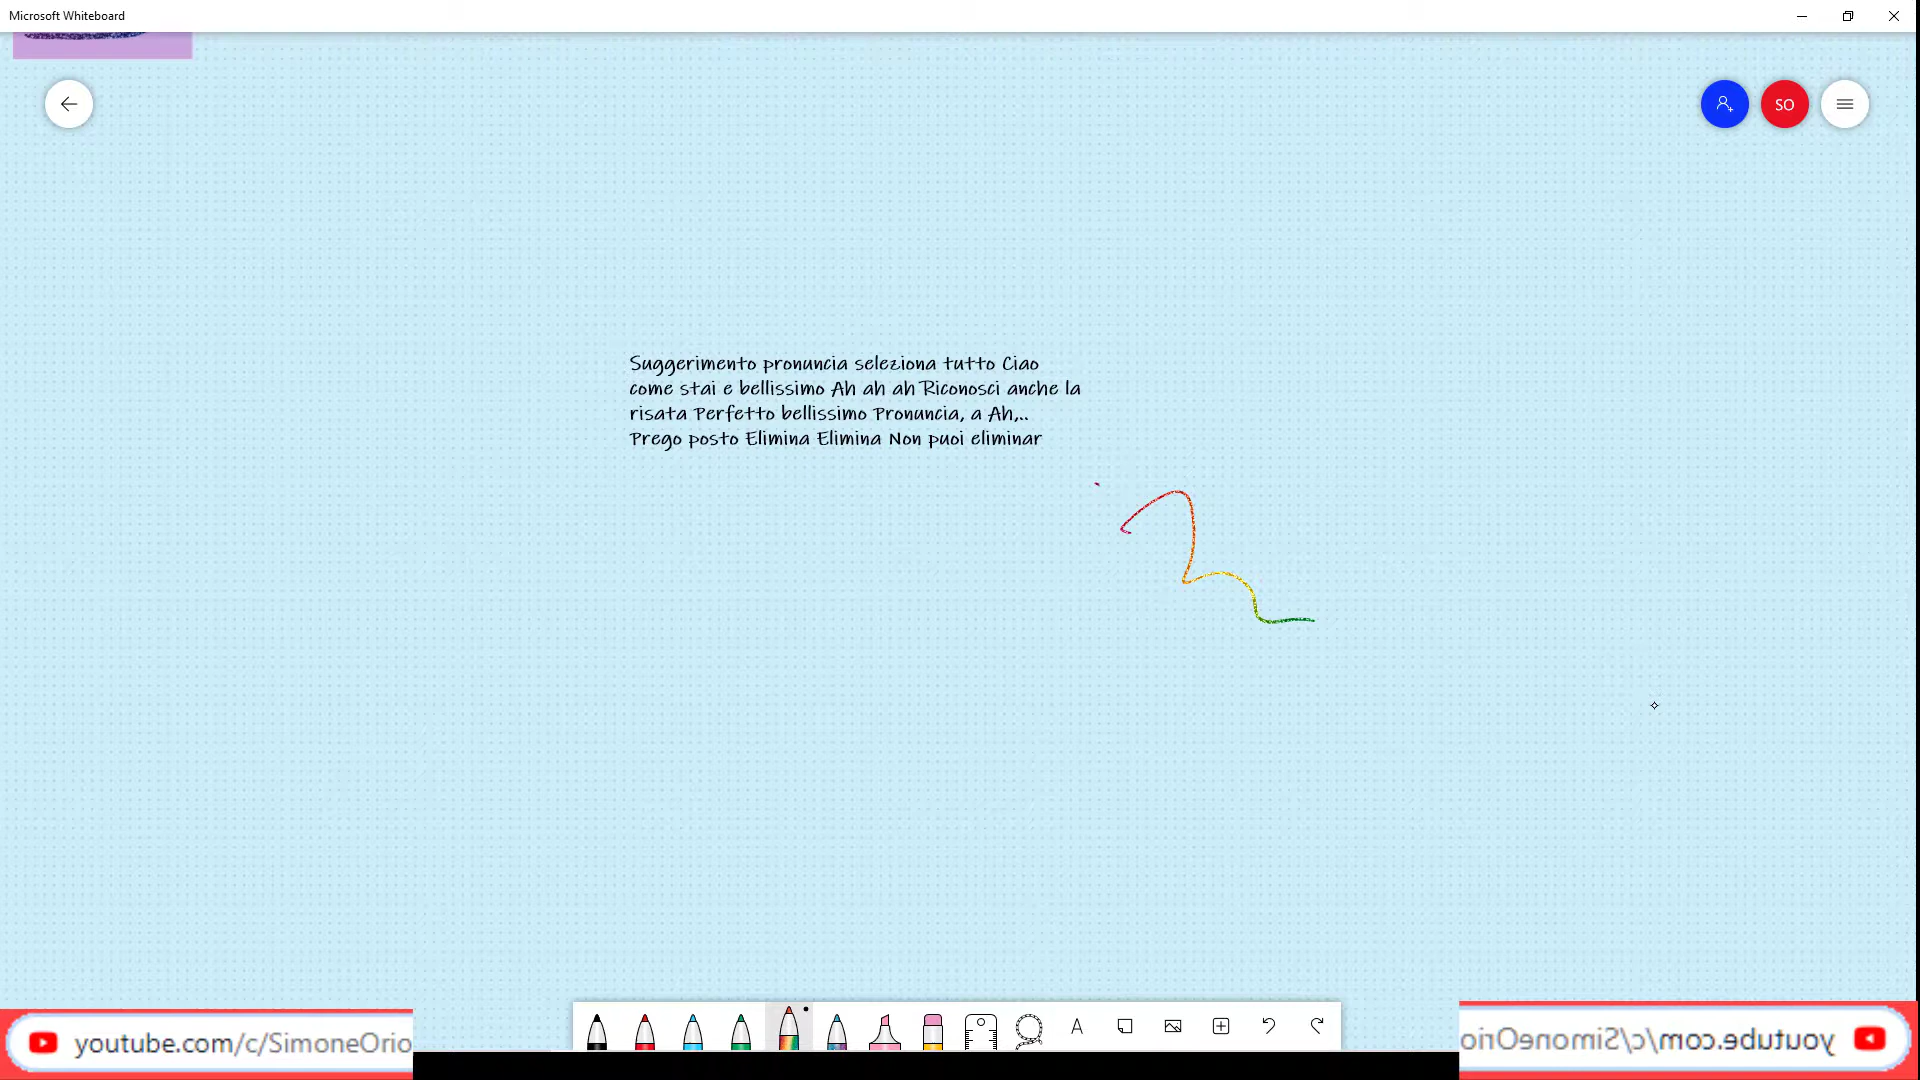 Microsoft Whiteboard
SO
Suggerimento pronuncia seleziona tutto Ciao
come stai e bellissimo Ah ah ah Riconosci anche la
risata Perfetto bellissimo Pronuncia, a Ah,..
Prego posto Elimina Elimina Non puoi eliminar
A
youtube.com/c/SimoneOrio
youtube.com/c/SimoneOrio